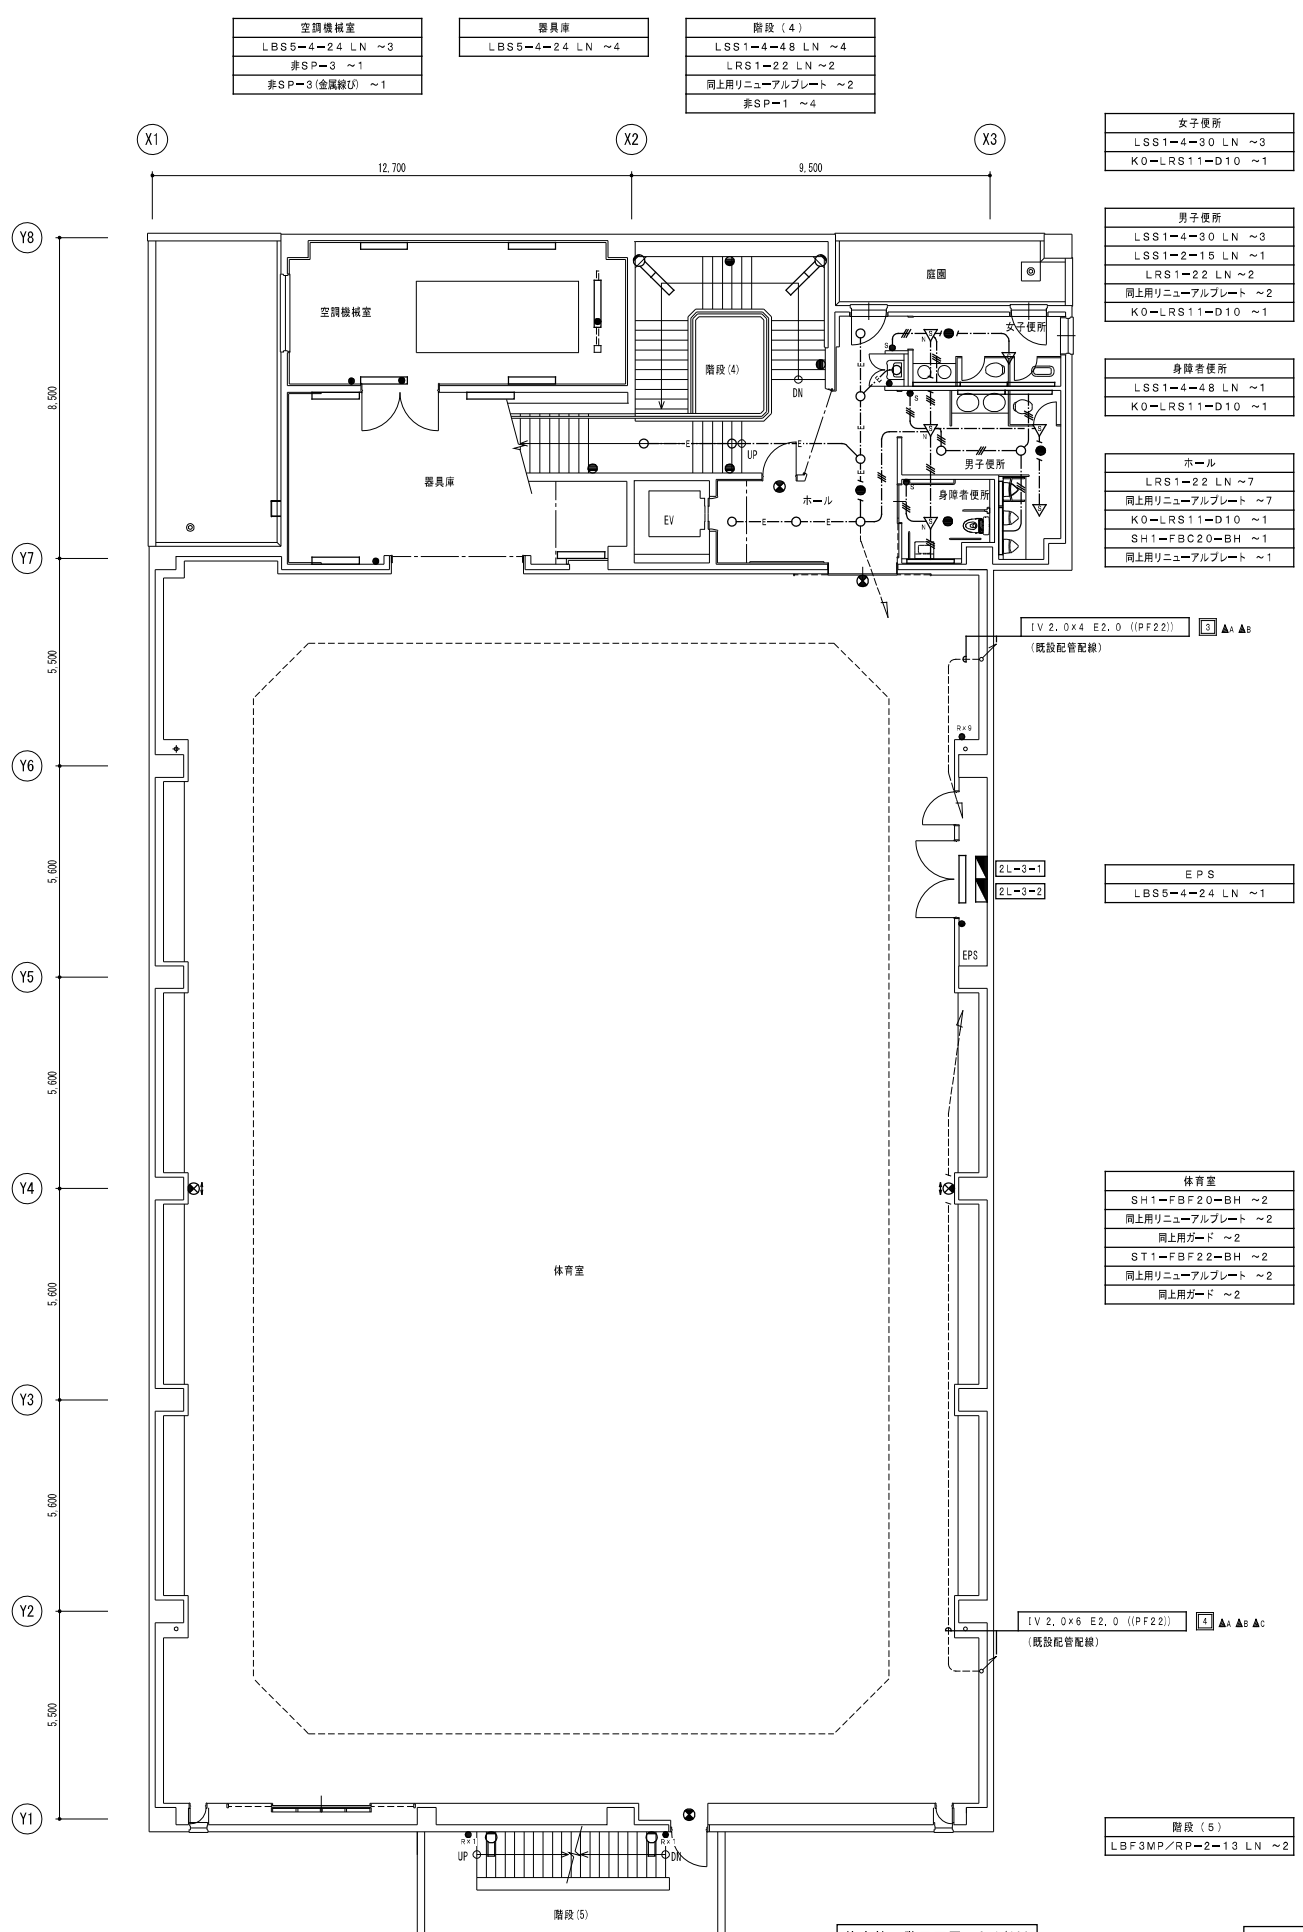 空調機械室
LBS5-4-24 LN ~3
非SP-3 ~1
非SP-3(金属線ぴ) ~1
器具庫
LBS5-4-24 LN ~4
階段(4)
LSS1-4-48 LN ~4
LRS1-22 LN ~2
同上用リニューアルプレート ~2
非SP-1 ~4
女子便所
LSS1-4-30 LN ~3
K0-LRS11-D10 ~1
男子便所
LSS1-4-30 LN ~3
LSS1-2-15 LN ~1
LRS1-22 LN ~2
同上用リニューアルプレート ~2
K0-LRS11-D10 ~1
身障者便所
LSS1-4-48 LN ~1
K0-LRS11-D10 ~1
ホール
LRS1-22 LN ~7
同上用リニューアルプレート ~7
K0-LRS11-D10 ~1
SH1-FBC20-BH ~1
同上用リニューアルプレート ~1
X1
X2
X3
12,700
9,500
Y8
8,500
Y7
5,500
Y6
5,600
Y5
5,600
Y4
5,600
Y3
5,600
Y2
5,500
Y1
空調機械室
階段(4)
庭園
女子便所
DN
UP
器具庫
EV
ホール
男子便所
身障者便所
S
S
S
S
S
S
S
S
N
N
N
E
E
E
E
E
E
E
E
IV 2.0×4 E2.0 ((PF22))
3
A
B
(既設配管配線)
R×9
2L-3-1
2L-3-2
EPS
EPS
LBS5-4-24 LN ~1
体育室
体育室
SH1-FBF20-BH ~2
同上用リニューアルプレート ~2
同上用ガード ~2
ST1-FBF22-BH ~2
同上用リニューアルプレート ~2
同上用ガード ~2
IV 2.0×6 E2.0 ((PF22))
4
A
B
C
(既設配管配線)
R×1
R×1
UP
DN
階段(5)
階段(5)
LBF3MP/RP-2-13 LN ~2